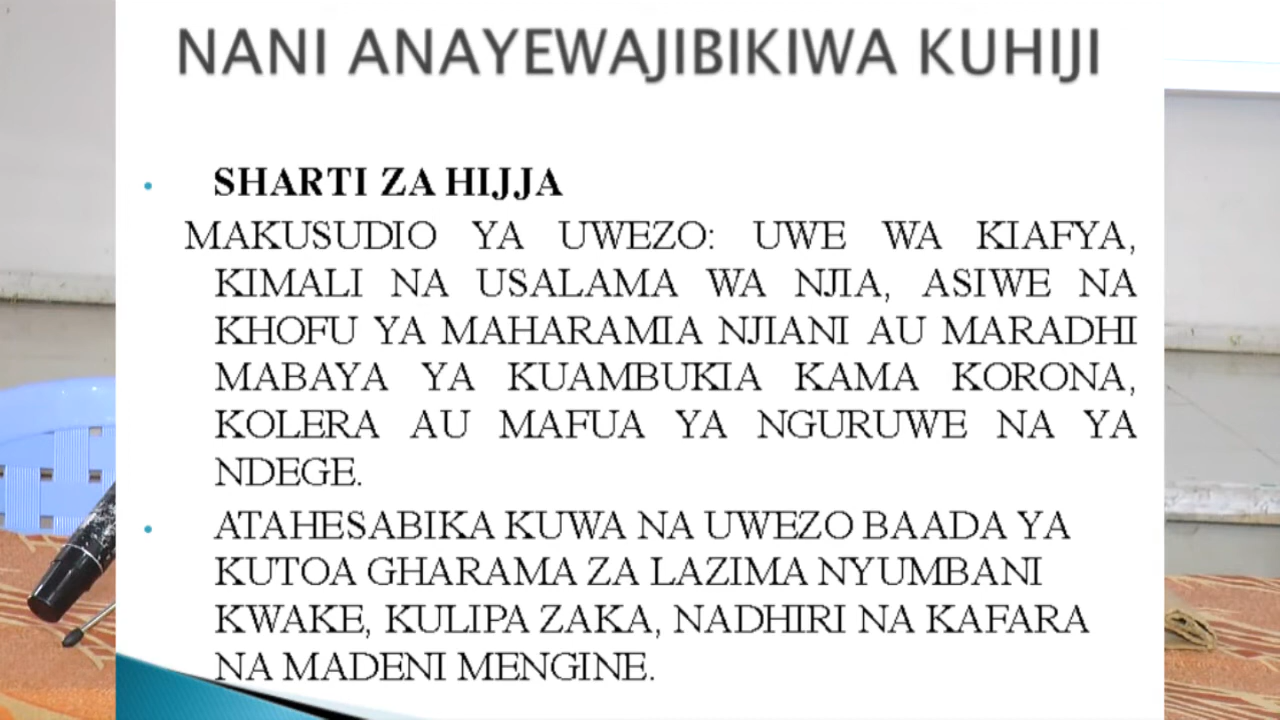 NANI ANAYEWAJIBIKIWA KUHIJI
SHARTI ZA HIJJA
MAKUSUDIO YA UWEZO: UWE WA KIAFYA,
KIMALI NA USALAMA WA NJIA, ASIWE NA
KHOFU YA MAHARAMIA NJIANI AU MARADHI
MABAYA YA KUAMBUKIA KAMA KORONA,
KOLERA AU MAFUA YA NGURUWE NA YA
NDEGE.
ATAHESABIKA KUWA NA UWEZO BAADA YA
KUTOA GHARAMA ZA LAZIMA NYUMBANI
KWAKE, KULIPA ZAKA, NADHIRI NA KAFARA
NA MADENI MENGINE.